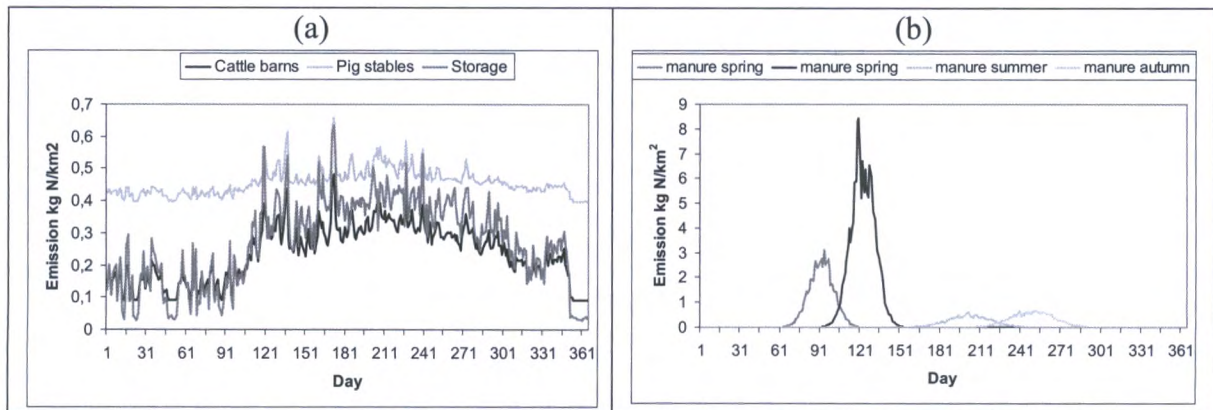 (a)
Cattle barns Pig stables Storage
Emission kg N/km2
0,7
0,6
0,5
0,4
0,3
0,2
0,1
0
1 31 61 91 121 151 181 211 241 271 301 331 361
Day
(b)
manure spring manure spring manure summer manure autumn
Emission kg N/km²
9
8
7
6
5
4
3
2
1
0
1 31 61 91 121 151 181 211 241 271 301 331 361
Day